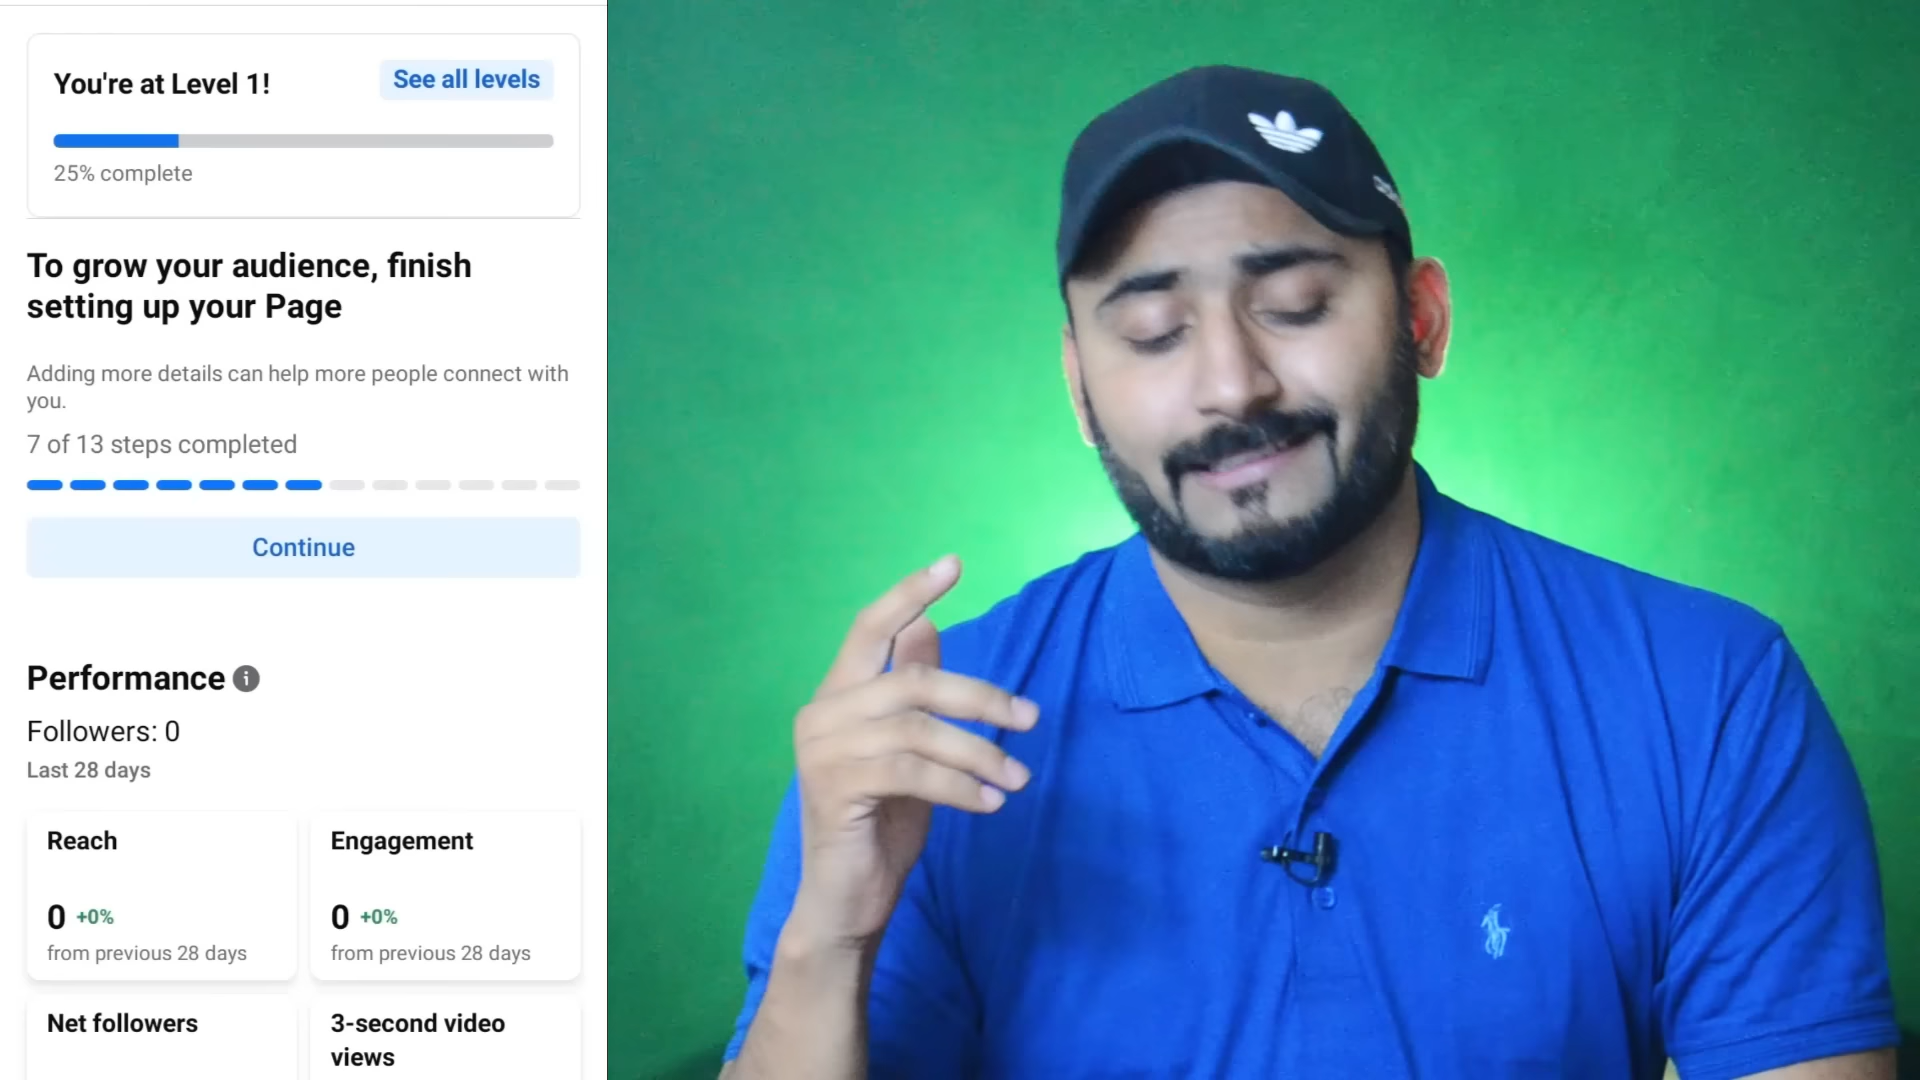 You're at Level 1!
See all levels
25% complete
To grow your audience, finish
setting up your Page
Adding more details can help more people connect with
you.
7 of 13 steps completed
Continue
Performance
Followers: 0
Last 28 days
Reach
0 +0%
from previous 28 days
Engagement
0 +0%
from previous 28 days
Net followers
3-second video
views